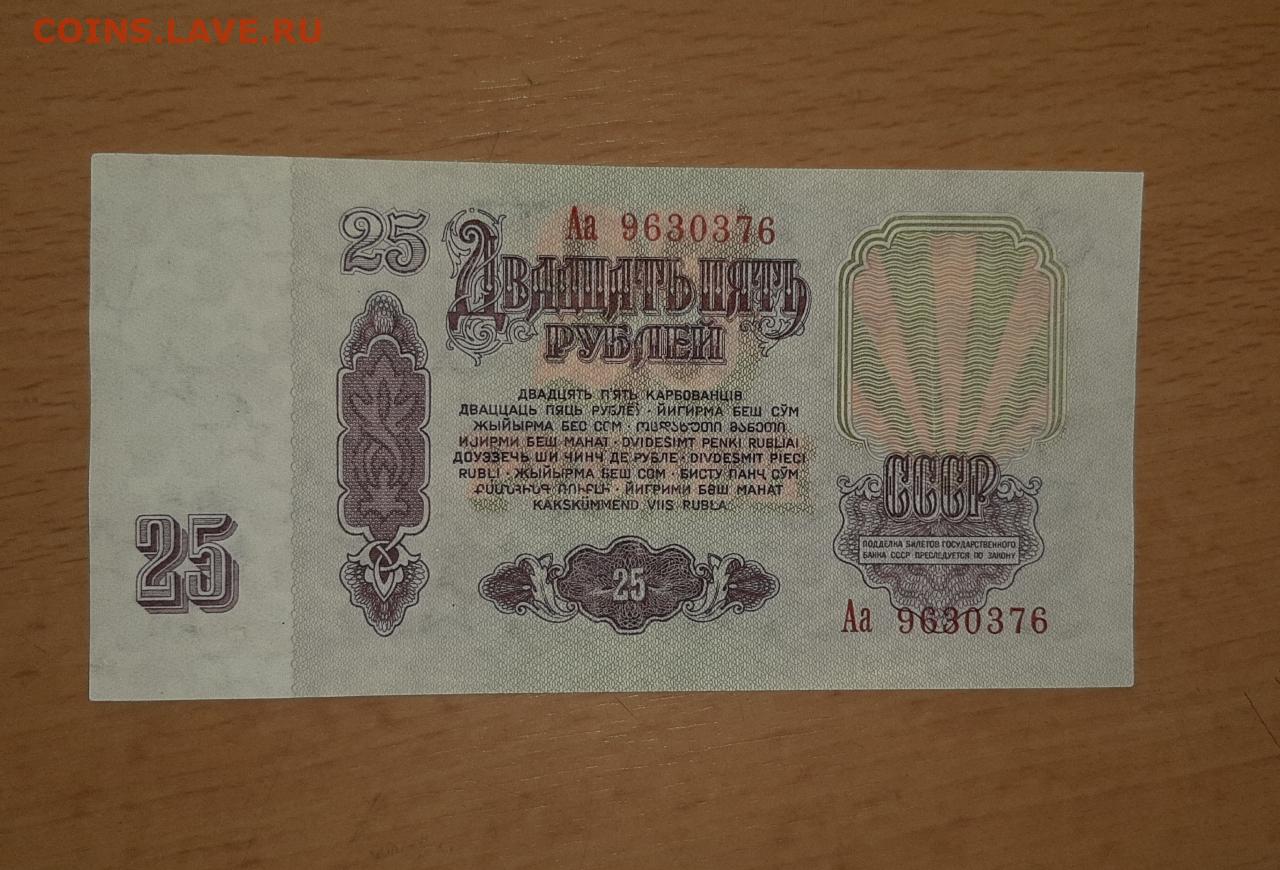 COINS.LAVE.RU
25
Аа 9630376
Двадцать пять
рублей
ДВАДЦЯТЬ П'ЯТЬ КАРБОВАНЦІВ
ДВАЦЦАЦЬ ПЯЦЬ РУБЛЁЎ · ЙИГИРМА БЕШ СЎМ
ЖЫЙЫРМА БЕС СОМ · ᲝᲪᲓᲐᲮᲣᲗᲘ ᲛᲐᲜᲔᲗᲘ
ИЈИРМИ БЕШ МАНАТ · DVIDEŠIMT PENKI RUBLIAI
ДОУЭЗЕЧЬ ШИ ЧИНЧ ДЕ РУБЛЕ · DIVDESMIT PIECI
RUBLI · ЖЫЙЫРМА БЕШ СОМ · БИСТУ ПАНҶ СӮМ
ՔՍԱՆՀԻՆԳ ՌՈՒԲԼԻ · ЙИГРИМИ БӘШ МАНАТ
KAKSKÜMMEND VIIS RUBLA
25
25
СССР
ПОДДЕЛКА БИЛЕТОВ ГОСУДАРСТВЕННОГО
БАНКА СССР ПРЕСЛЕДУЕТСЯ ПО ЗАКОНУ
Аа 9630376